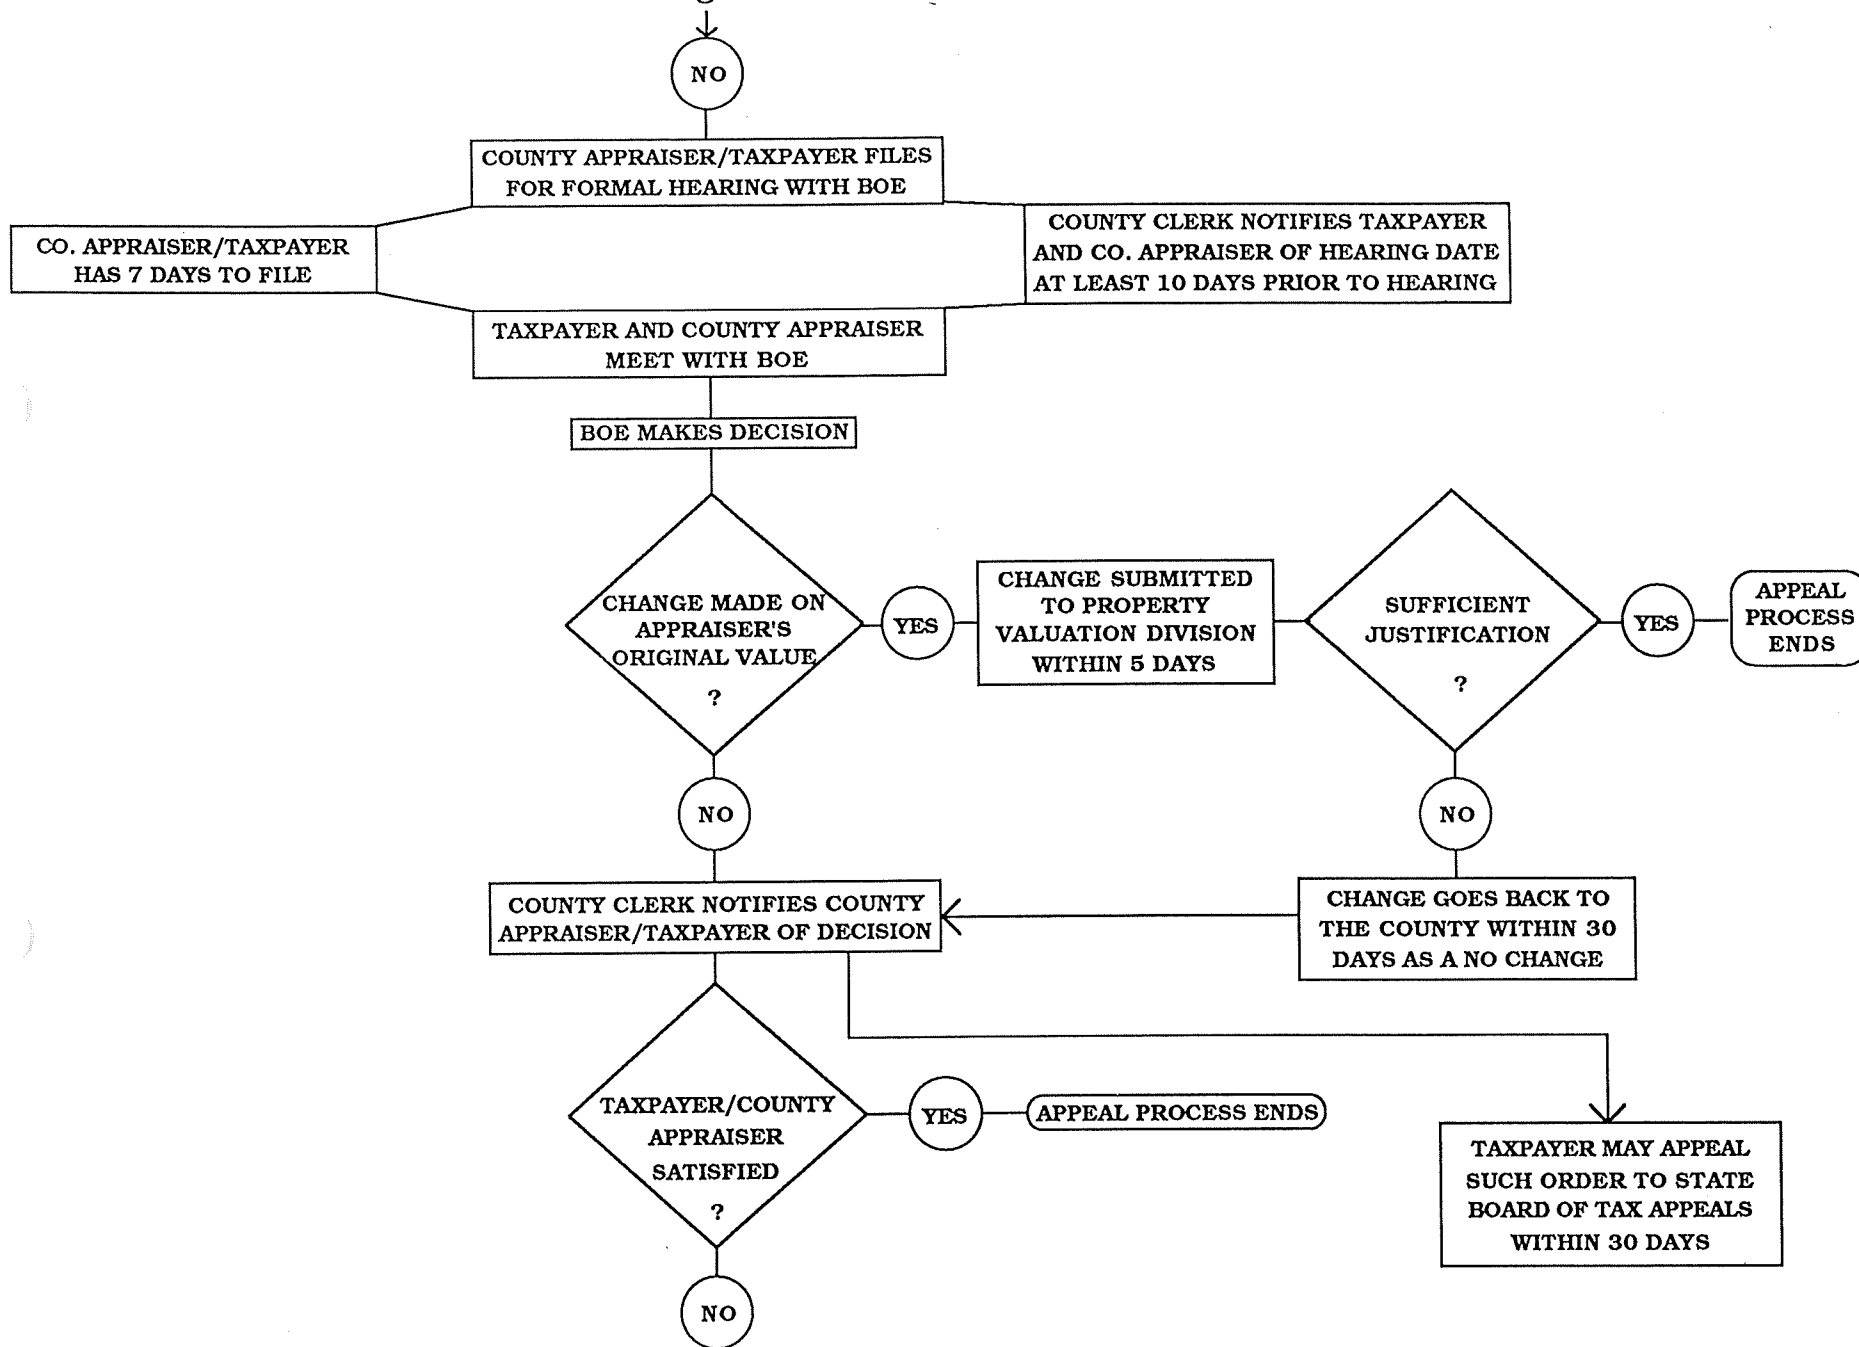 NO
COUNTY APPRAISER/TAXPAYER FILES
FOR FORMAL HEARING WITH BOE
CO. APPRAISER/TAXPAYER
HAS 7 DAYS TO FILE
COUNTY CLERK NOTIFIES TAXPAYER
AND CO. APPRAISER OF HEARING DATE
AT LEAST 10 DAYS PRIOR TO HEARING
TAXPAYER AND COUNTY APPRAISER
MEET WITH BOE
BOE MAKES DECISION
CHANGE MADE ON
APPRAISER'S
ORIGINAL VALUE
?
YES
CHANGE SUBMITTED
TO PROPERTY
VALUATION DIVISION
WITHIN 5 DAYS
SUFFICIENT
JUSTIFICATION
?
YES
APPEAL
PROCESS
ENDS
NO
NO
COUNTY CLERK NOTIFIES COUNTY
APPRAISER/TAXPAYER OF DECISION
CHANGE GOES BACK TO
THE COUNTY WITHIN 30
DAYS AS A NO CHANGE
TAXPAYER/COUNTY
APPRAISER
SATISFIED
?
YES
APPEAL PROCESS ENDS
TAXPAYER MAY APPEAL
SUCH ORDER TO STATE
BOARD OF TAX APPEALS
WITHIN 30 DAYS
NO